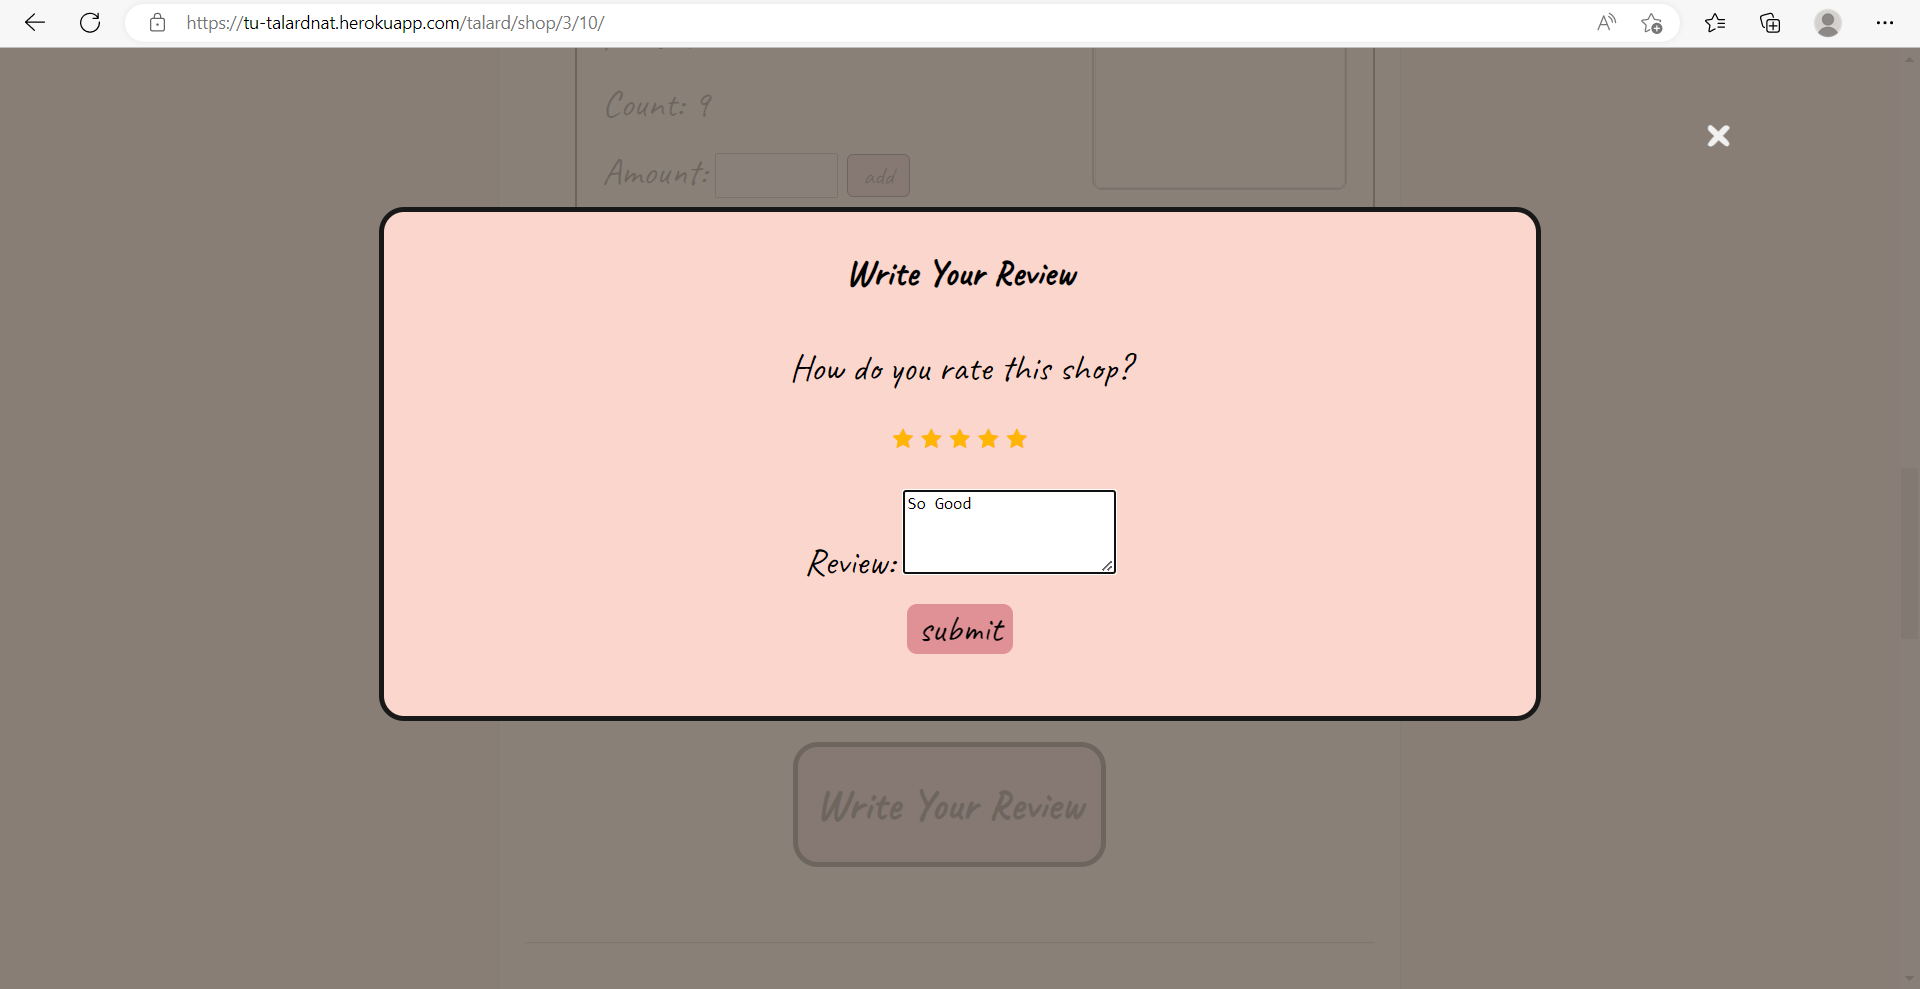 https://tu-talardnat.herokuapp.com/talard/shop/3/10/
Count: 9
Amount:
add
Write Your Review
How do you rate this shop?
So Good
Review:
submit
Write Your Review